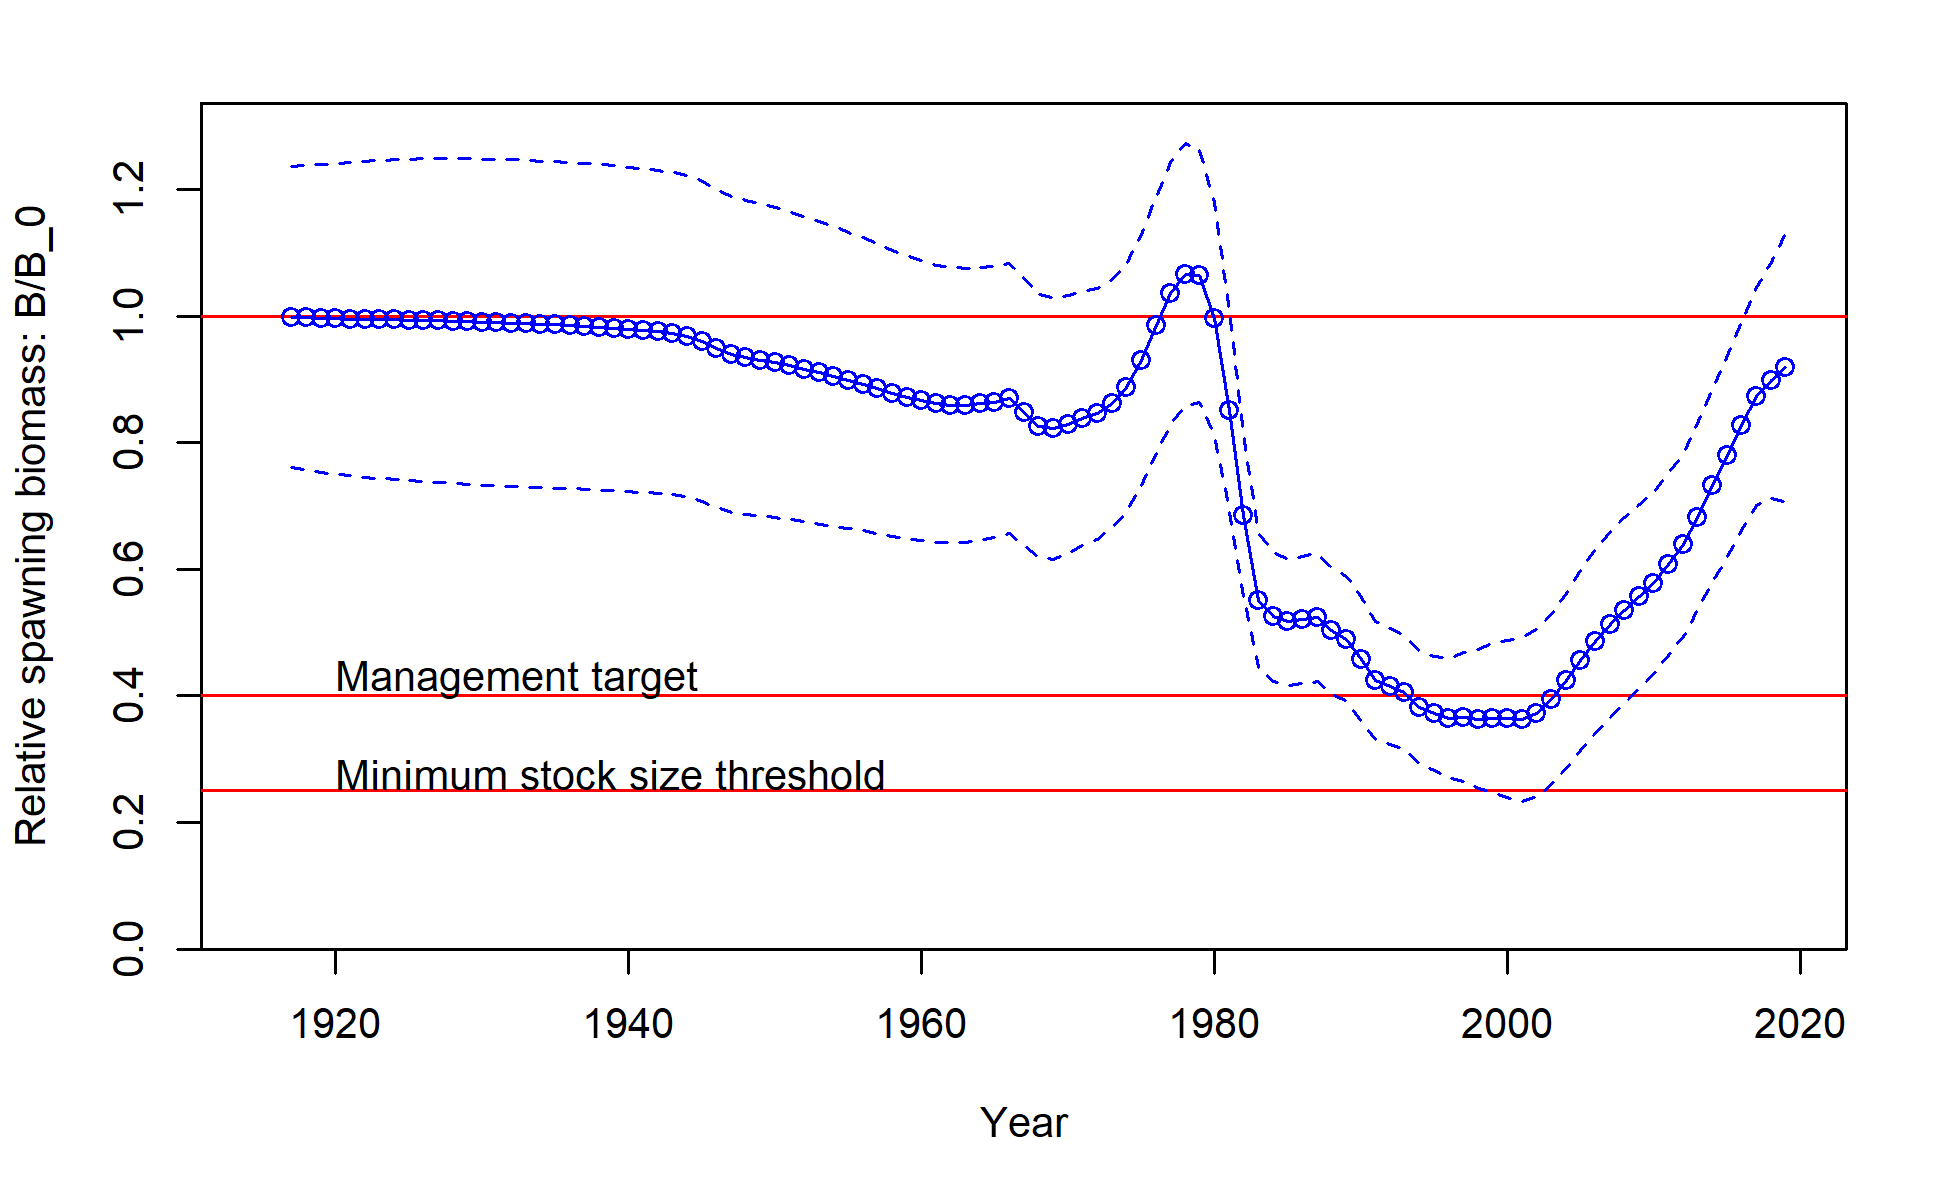 Relative spawning biomass: B/B_0
1.2
1.0
0.8
0.6
0.4
0.2
0.0
Management target
Minimum stock size threshold
1920 1940 1960 1980 2000 2020
Year